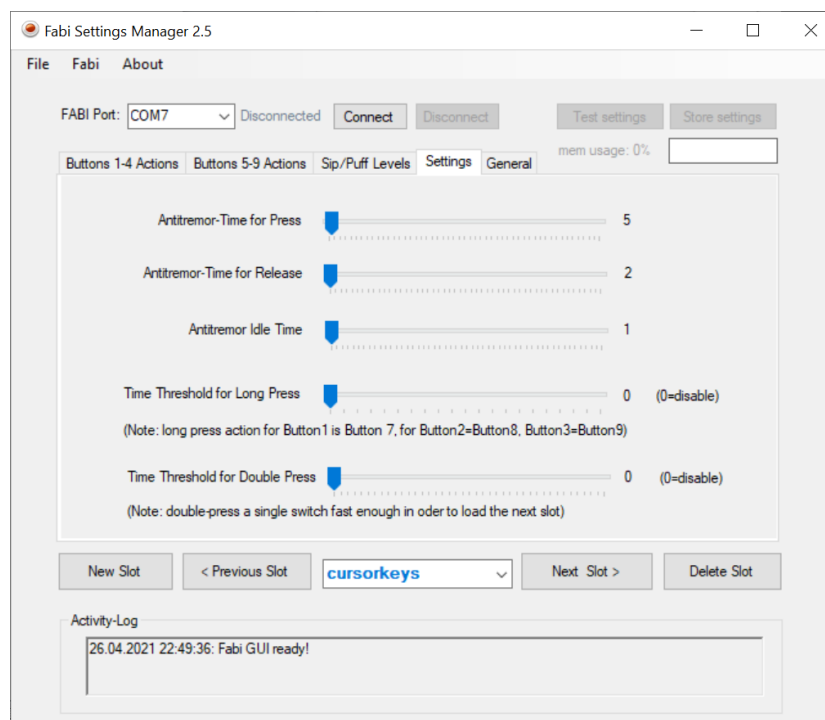 Fabi Settings Manager 2.5
File Fabi About
FABI Port: COM7 Disconnected Connect Disconnect Test settings Store settings
mem usage: 0%
Buttons 1-4 Actions Buttons 5-9 Actions Sip/Puff Levels Settings General
Antitremor-Time for Press 5
Antitremor-Time for Release 2
Antitremor Idle Time 1
Time Threshold for Long Press 0 (0=disable)
(Note: long press action for Button1 is Button 7, for Button2=Button8, Button3=Button9)
Time Threshold for Double Press 0 (0=disable)
(Note: double-press a single switch fast enough in oder to load the next slot)
New Slot < Previous Slot cursorkeys Next Slot > Delete Slot
Activity-Log
26.04.2021 22:49:36: Fabi GUI ready!